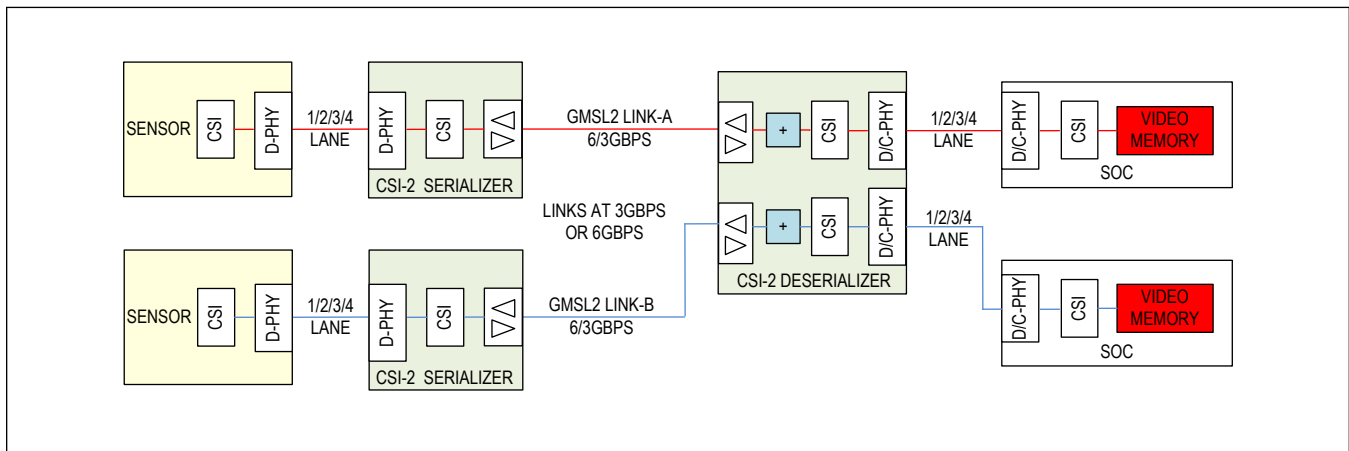 SENSOR
CSI
D-PHY
1/2/3/4
LANE
D-PHY
CSI
CSI-2 SERIALIZER
GMSL2 LINK-A
6/3GBPS
+
CSI
D/C-PHY
1/2/3/4
LANE
D/C-PHY
CSI
VIDEO
MEMORY
SOC
LINKS AT 3GBPS
OR 6GBPS
+
CSI
D/C-PHY
CSI-2 DESERIALIZER
1/2/3/4
LANE
SENSOR
CSI
D-PHY
1/2/3/4
LANE
D-PHY
CSI
CSI-2 SERIALIZER
GMSL2 LINK-B
6/3GBPS
D/C-PHY
CSI
VIDEO
MEMORY
SOC